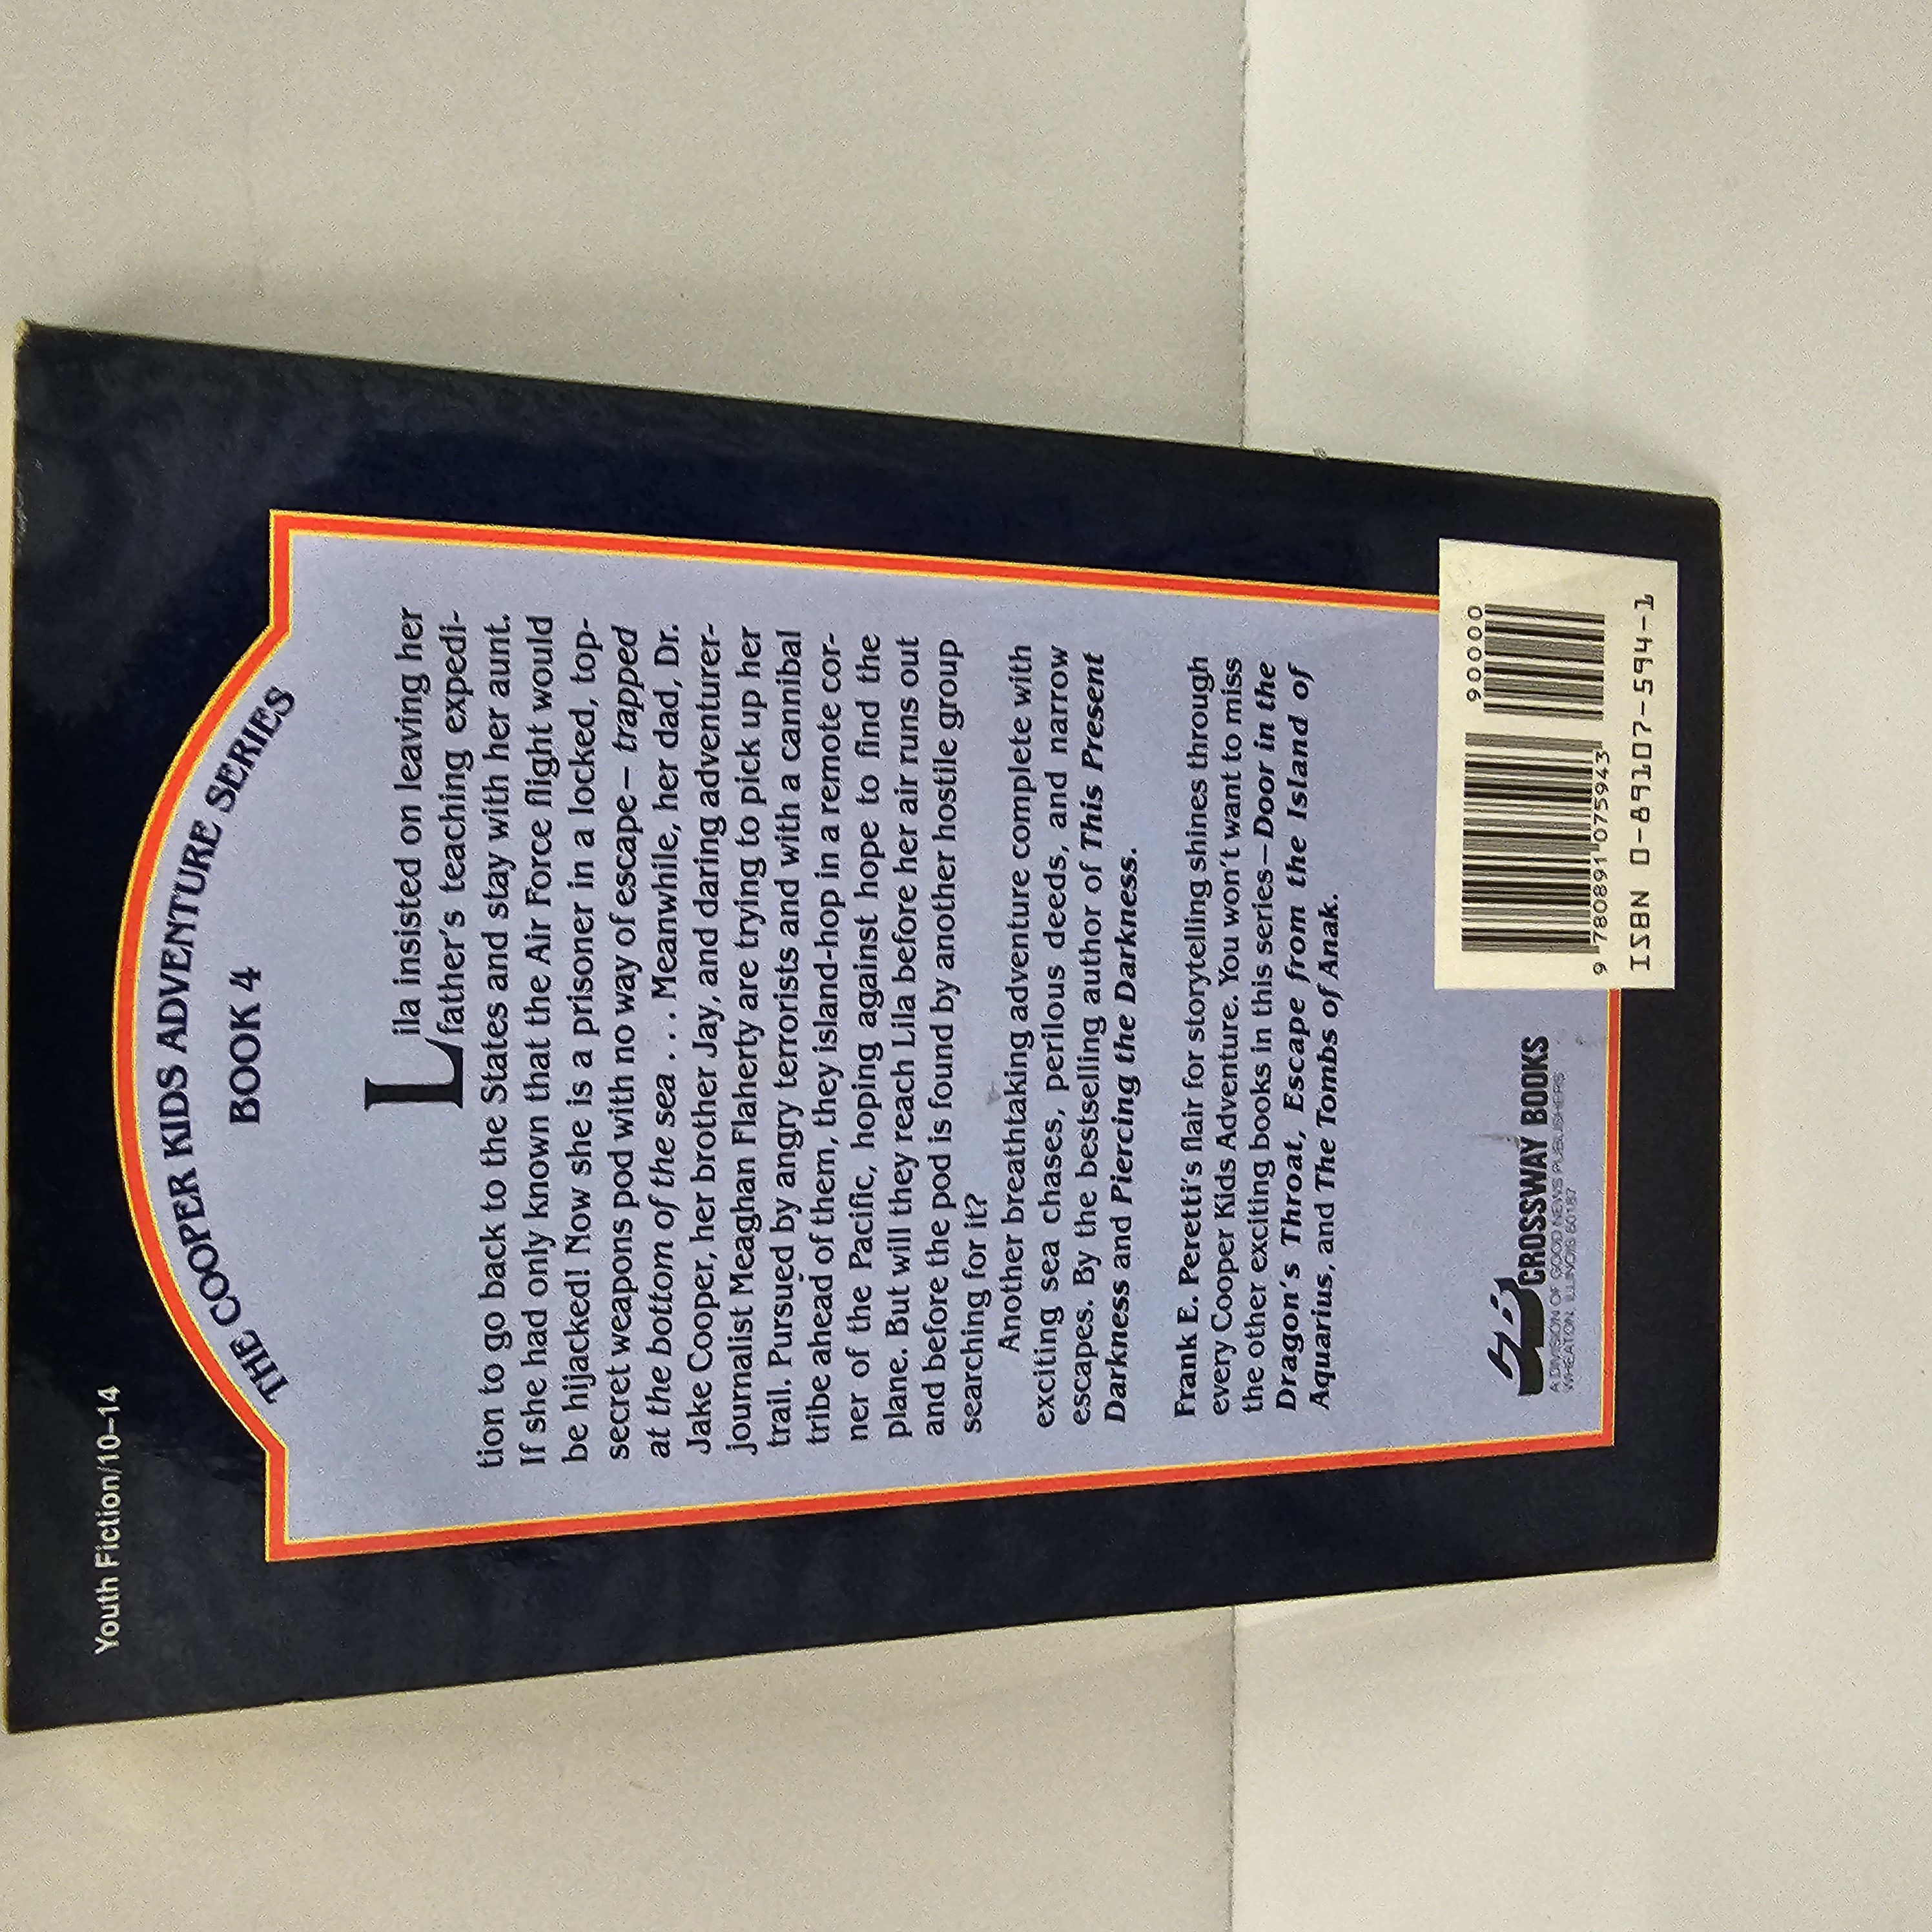 Youth Fiction/10–14
THE COOPER KIDS ADVENTURE SERIES
BOOK 4
Lila insisted on leaving her
father's teaching expedi-
tion to go back to the States and stay with her aunt.
If she had only known that the Air Force flight would
be hijacked! Now she is a prisoner in a locked, top-
secret weapons pod with no way of escape— trapped
at the bottom of the sea . . . Meanwhile, her dad, Dr.
Jake Cooper, her brother Jay, and daring adventurer-
journalist Meaghan Flaherty are trying to pick up her
trail. Pursued by angry terrorists and with a cannibal
tribe ahead of them, they island-hop in a remote cor-
ner of the Pacific, hoping against hope to find the
plane. But will they reach Lila before her air runs out
and before the pod is found by another hostile group
searching for it?
Another breathtaking adventure complete with
exciting sea chases, perilous deeds, and narrow
escapes. By the bestselling author of This Present
Darkness and Piercing the Darkness.
Frank E. Peretti's flair for storytelling shines through
every Cooper Kids Adventure. You won't want to miss
the other exciting books in this series—Door in the
Dragon's Throat, Escape from the Island of
Aquarius, and The Tombs of Anak.
CB CROSSWAY BOOKS
A DIVISION OF GOOD NEWS PUBLISHERS
WHEATON, ILLINOIS 60187
90000
9 780891 075943
ISBN 0-89107-594-1